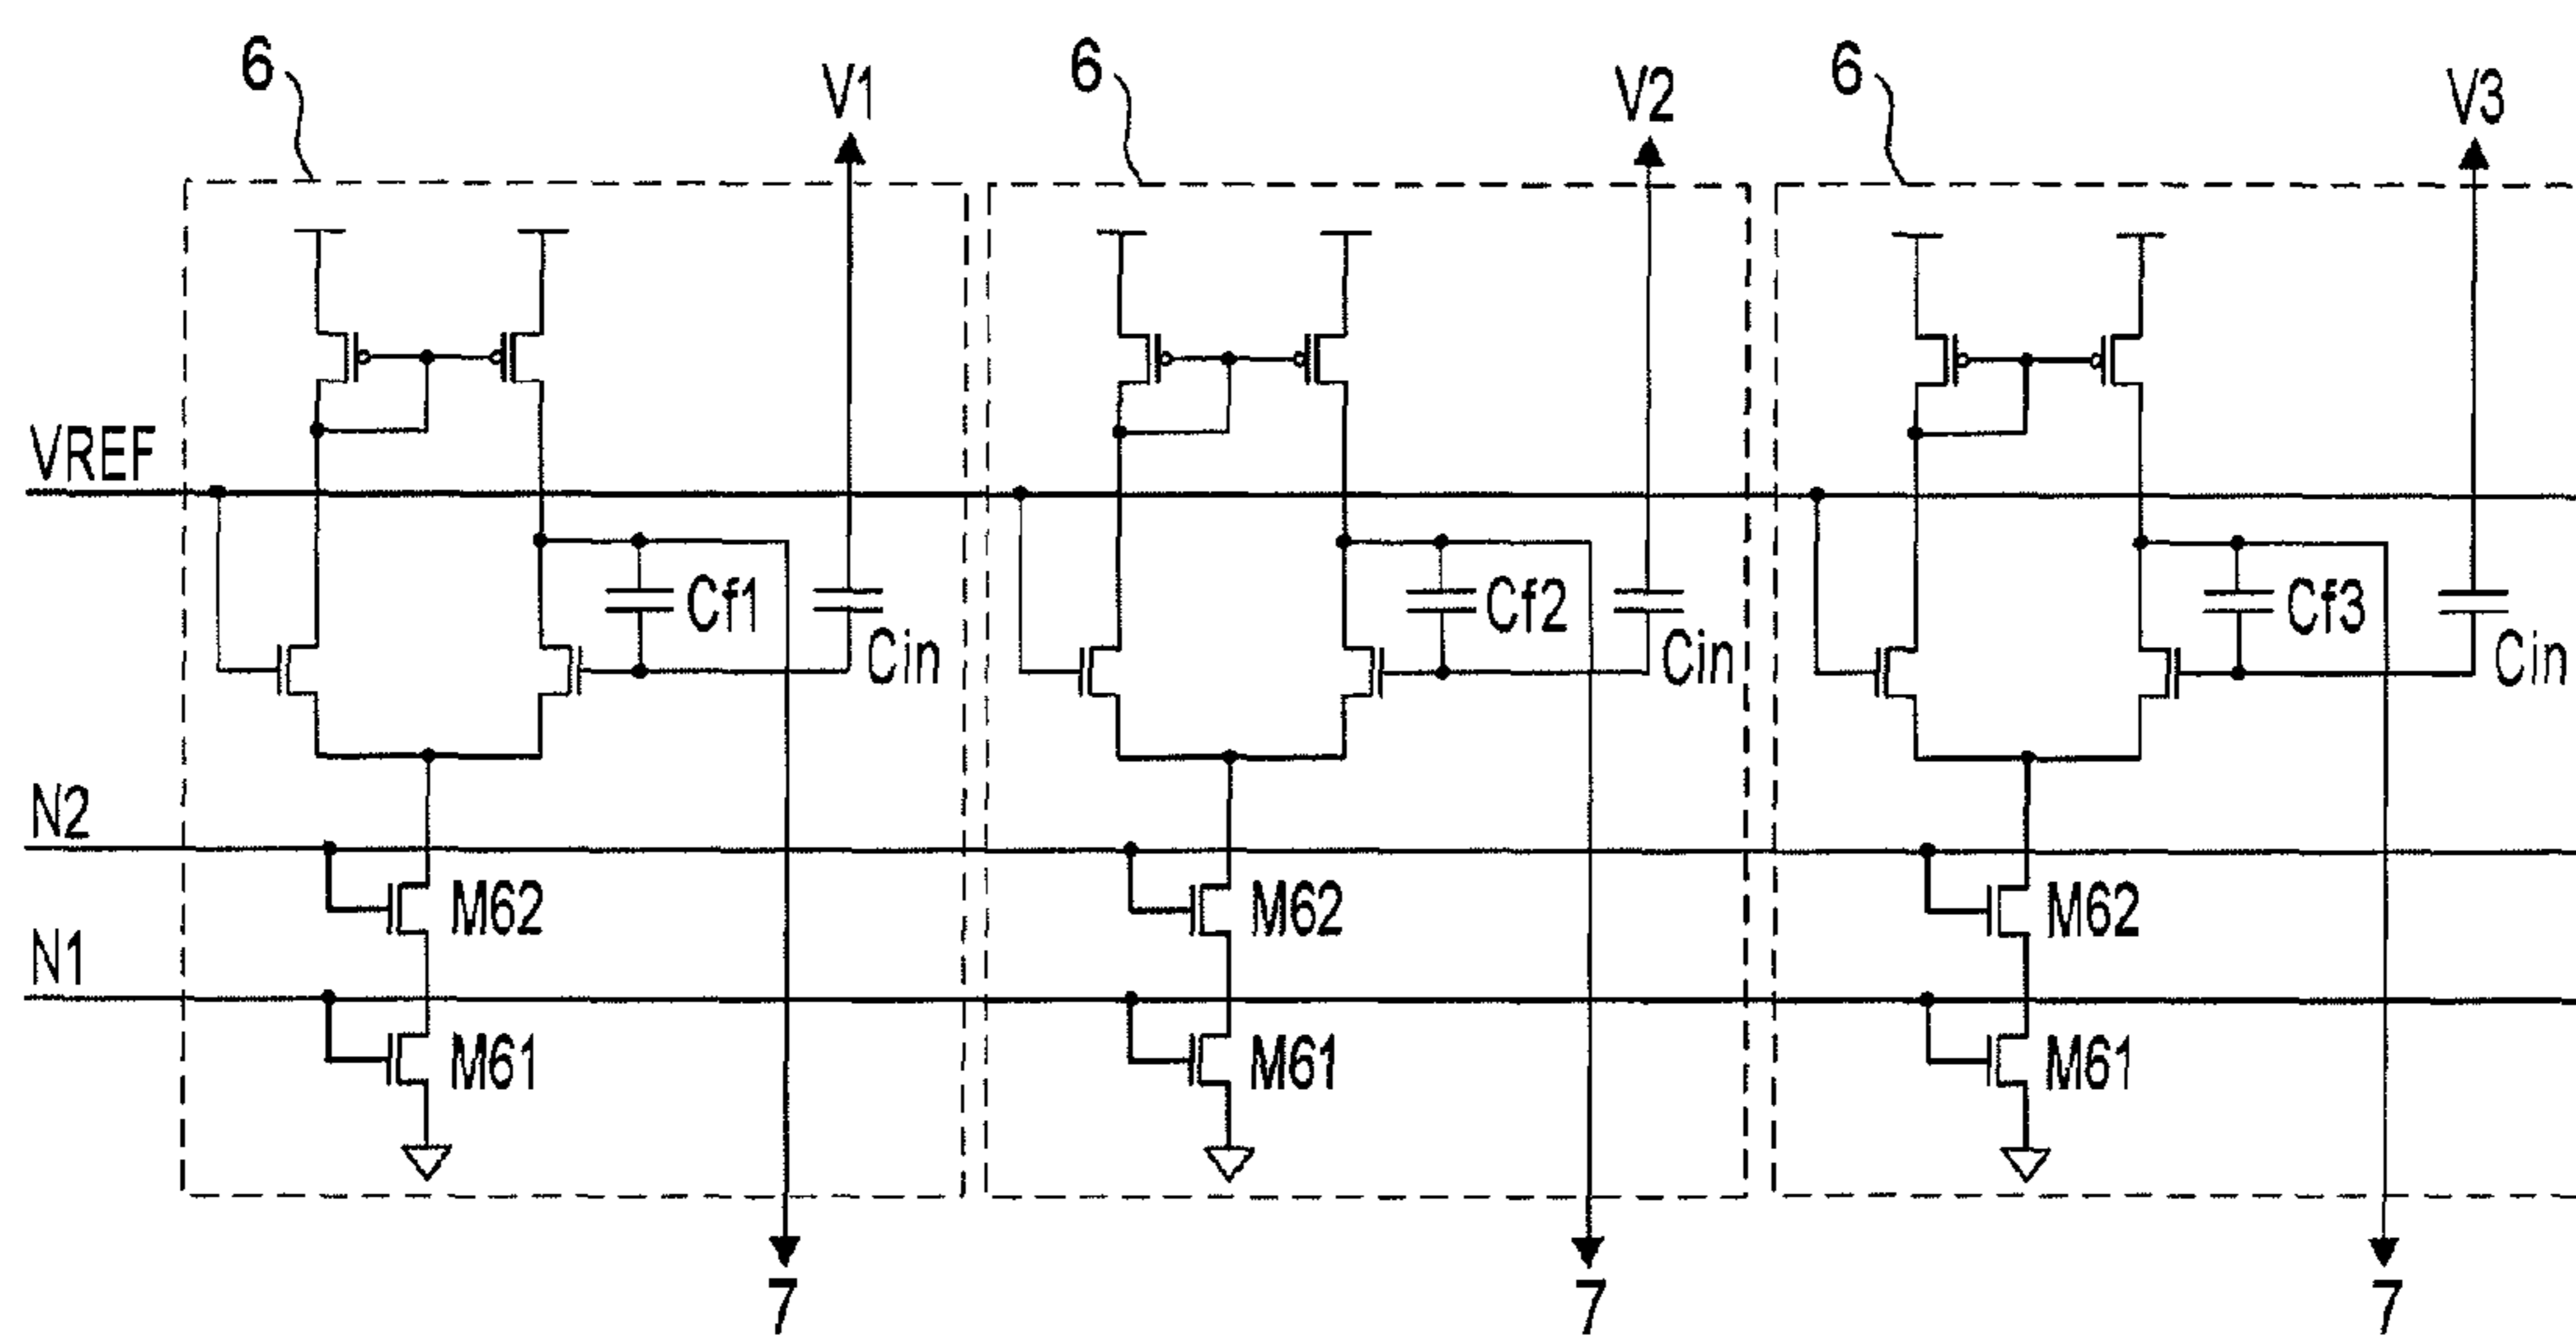 6 6 6
V1 V2 V3
VREF
Cf1 Cf2 Cf3
Cin Cin Cin
N2
M62 M62 M62
N1
M61 M61 M61
7 7 7